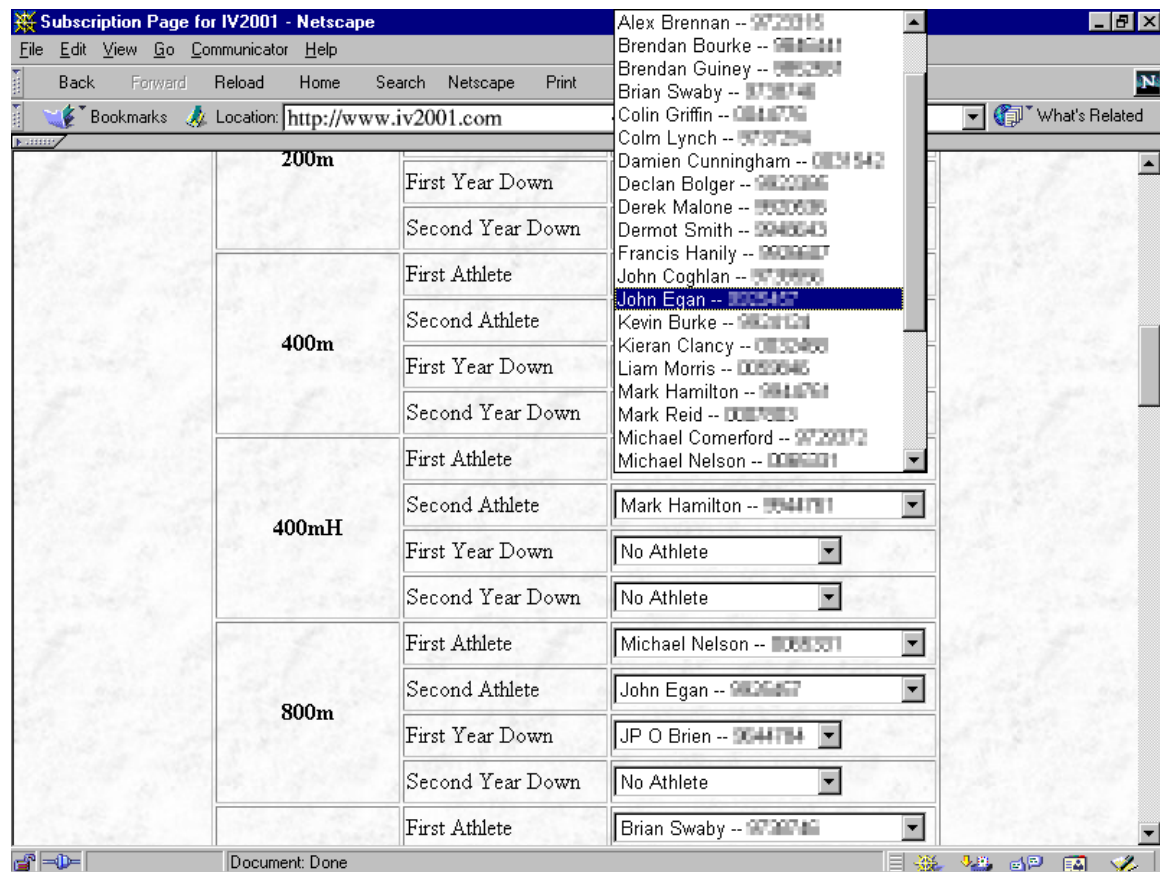 Subscription Page for IV2001 - Netscape
File Edit View Go Communicator Help
Back Forward Reload Home Search Netscape Print
N
Bookmarks Location: http://www.iv2001.com What's Related
Alex Brennan --
Brendan Bourke --
Brendan Guiney --
Brian Swaby --
Colin Griffin --
Colm Lynch --
Damien Cunningham --
Declan Bolger --
Derek Malone --
Dermot Smith --
Francis Hanily --
John Coghlan --
John Egan --
Kevin Burke --
Kieran Clancy --
Liam Morris --
Mark Hamilton --
Mark Reid --
Michael Comerford --
Michael Nelson --
200m
First Year Down
Second Year Down
400m
First Athlete
Second Athlete
First Year Down
Second Year Down
400mH
First Athlete
Second Athlete Mark Hamilton --
First Year Down No Athlete
Second Year Down No Athlete
800m
First Athlete Michael Nelson --
Second Athlete John Egan --
First Year Down JP O Brien --
Second Year Down No Athlete
First Athlete Brian Swaby --
Document: Done